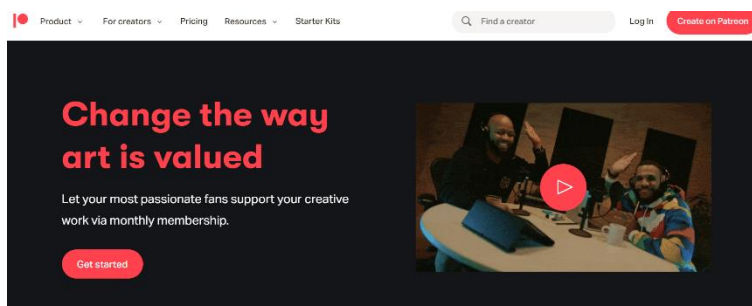 Product For creators Pricing Resources Starter Kits Find a creator Log In Create on Patreon
Change the way
art is valued
Let your most passionate fans support your creative
work via monthly membership.
Get started